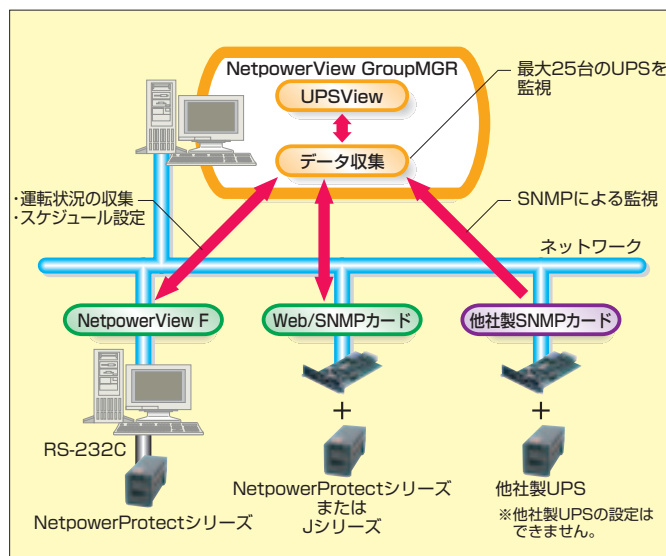 NetpowerView GroupMGR
UPSView
データ収集
最大25台のUPSを
監視
・運転状況の収集
・スケジュール設定
SNMPによる監視
ネットワーク
NetpowerView F
Web/SNMPカード
他社製SNMPカード
RS-232C
NetpowerProtectシリーズ
+
NetpowerProtectシリーズ
または
Jシリーズ
+
他社製UPS
※他社製UPSの設定は
できません。